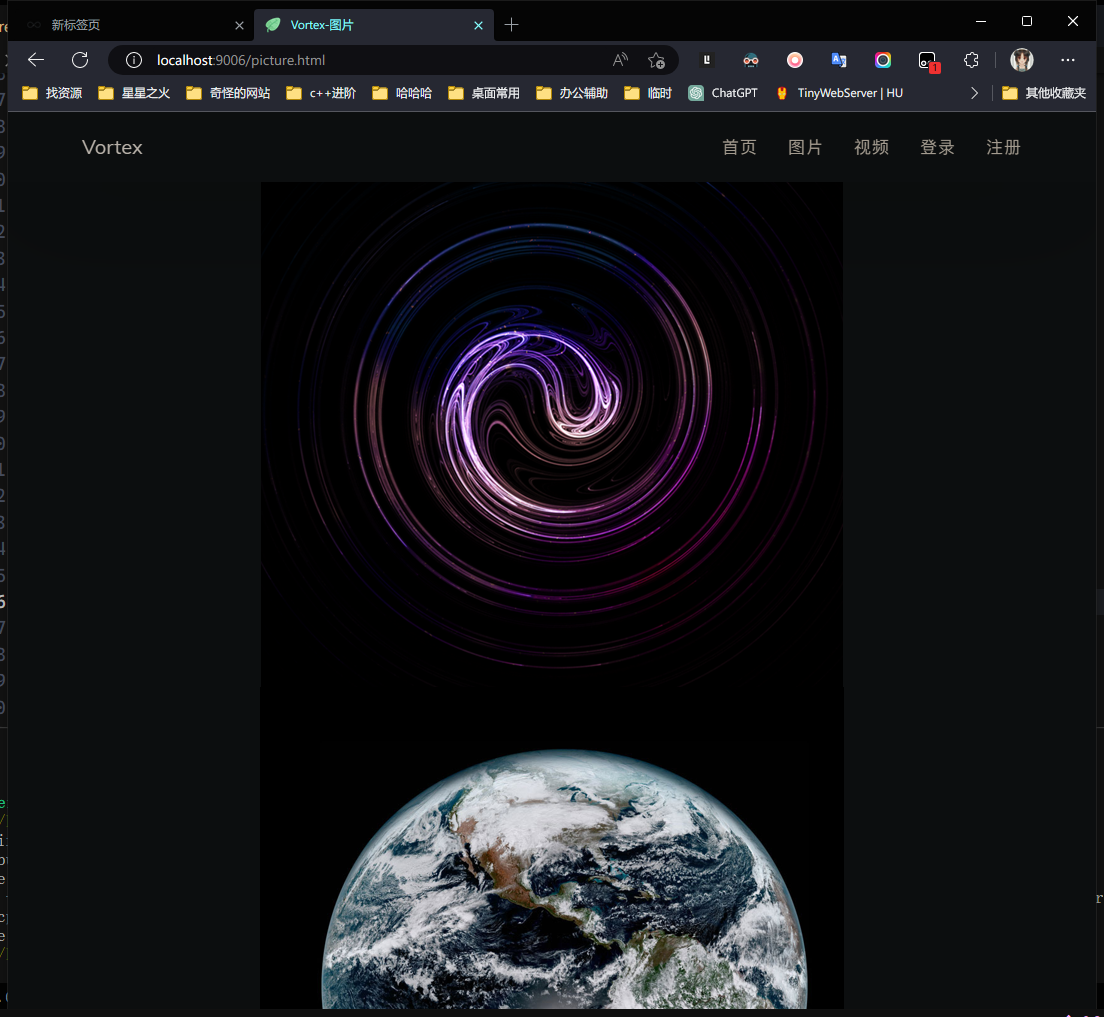 新标签页
Vortex-图片
localhost:9006/picture.html
找资源 星星之火 奇怪的网站 c++进阶 哈哈哈 桌面常用 办公辅助 临时 ChatGPT TinyWebServer | HU 其他收藏夹
Vortex 首页 图片 视频 登录 注册